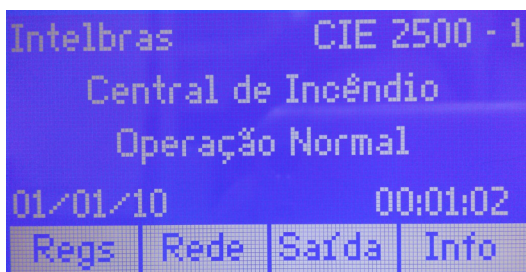 Intelbras CIE 2500 - 1
Central de Incêndio
Operação Normal
01/01/10 00:01:02
Regs Rede Saída Info